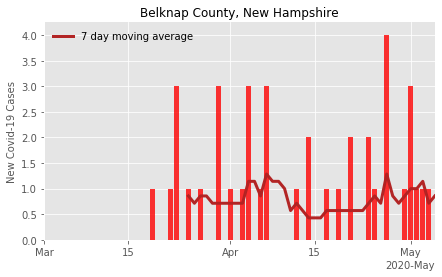 Belknap County, New Hampshire
7 day moving average
New Covid-19 Cases
4.0
3.5
3.0
2.5
2.0
1.5
1.0
0.5
0.0
Mar
15
Apr
15
May
2020-May